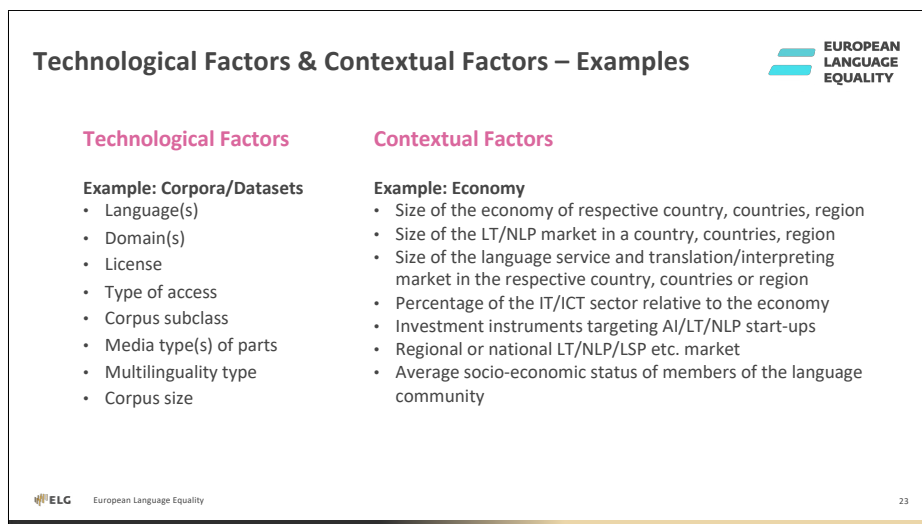 Technological Factors & Contextual Factors – Examples
EUROPEAN
LANGUAGE
EQUALITY
Technological Factors
Example: Corpora/Datasets
• Language(s)
• Domain(s)
• License
• Type of access
• Corpus subclass
• Media type(s) of parts
• Multilinguality type
• Corpus size
Contextual Factors
Example: Economy
• Size of the economy of respective country, countries, region
• Size of the LT/NLP market in a country, countries, region
• Size of the language service and translation/interpreting
market in the respective country, countries or region
• Percentage of the IT/ICT sector relative to the economy
• Investment instruments targeting AI/LT/NLP start-ups
• Regional or national LT/NLP/LSP etc. market
• Average socio-economic status of members of the language
community
ELG
European Language Equality
23